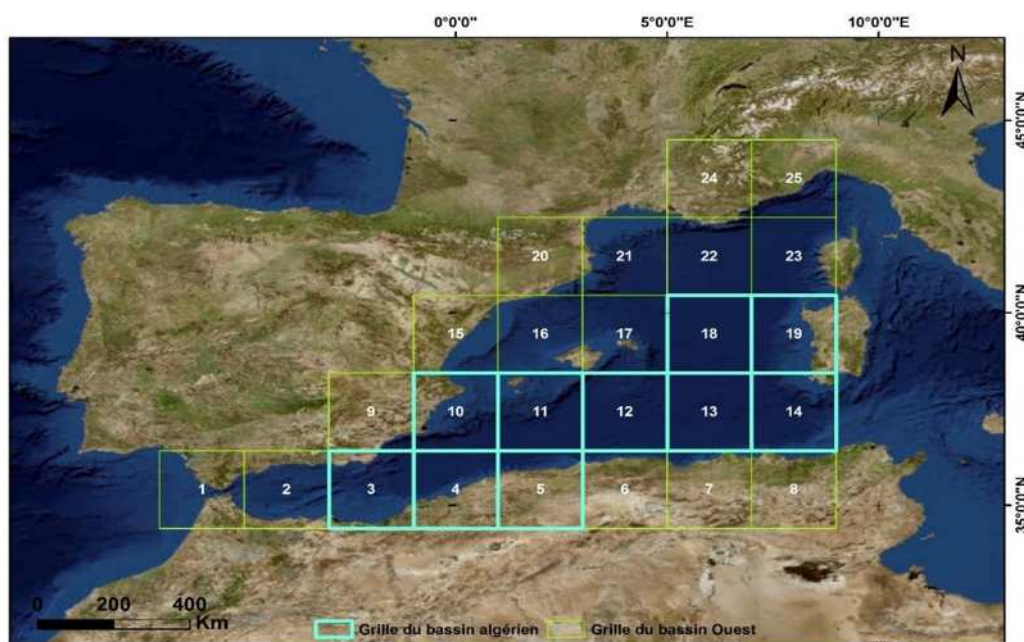 0°0'0" 5°0'0"E 10°0'0"E
N
45°0'0"N
24 25
20 21 22 23
40°0'0"N
15 16 17 18 19
9 10 11 12 13 14
35°0'0"N
1 2 3 4 5 6 7 8
0 200 400
Km
Grille du bassin algérien Grille du bassin Ouest